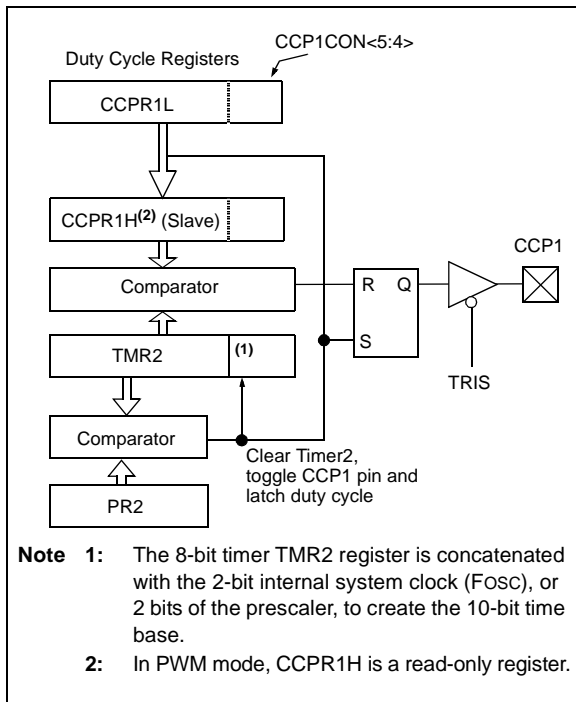 CCP1CON<5:4>
Duty Cycle Registers
CCPR1L
CCPR1H(2) (Slave)
CCP1
Comparator
R Q
TMR2 (1)
S
TRIS
Comparator
Clear Timer2,
toggle CCP1 pin and
latch duty cycle
PR2
Note 1: The 8-bit timer TMR2 register is concatenated
with the 2-bit internal system clock (FOSC), or
2 bits of the prescaler, to create the 10-bit time
base.
2: In PWM mode, CCPR1H is a read-only register.